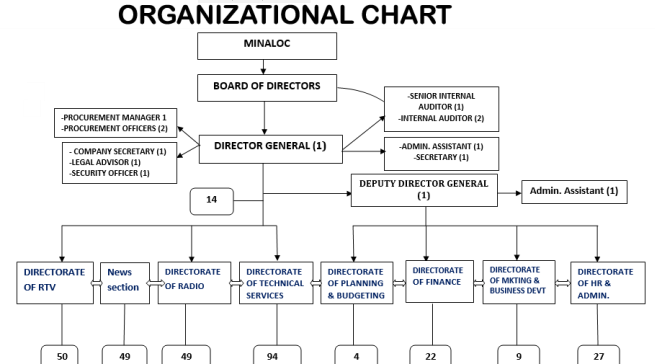 ORGANIZATIONAL CHART
MINALOC
BOARD OF DIRECTORS
-SENIOR INTERNAL
AUDITOR (1)
-INTERNAL AUDITOR (2)
-PROCUREMENT MANAGER 1
-PROCUREMENT OFFICERS (2)
DIRECTOR GENERAL (1)
-ADMIN. ASSISTANT (1)
-SECRETARY (1)
- COMPANY SECRETARY (1)
-LEGAL ADVISOR (1)
-SECURITY OFFICER (1)
14
DEPUTY DIRECTOR GENERAL
(1)
Admin. Assistant (1)
DIRECTORATE
OF RTV
News
section
DIRECTORATE
OF RADIO
DIRECTORATE
OF TECHNICAL
SERVICES
DIRECTORATE
OF PLANNING
& BUDGETING
DIRECTORATE
OF FINANCE
DIRECTORATE
OF MKTING &
BUSINESS DEVT
DIRECTORATE
OF HR &
ADMIN.
50
49
49
94
4
22
9
27